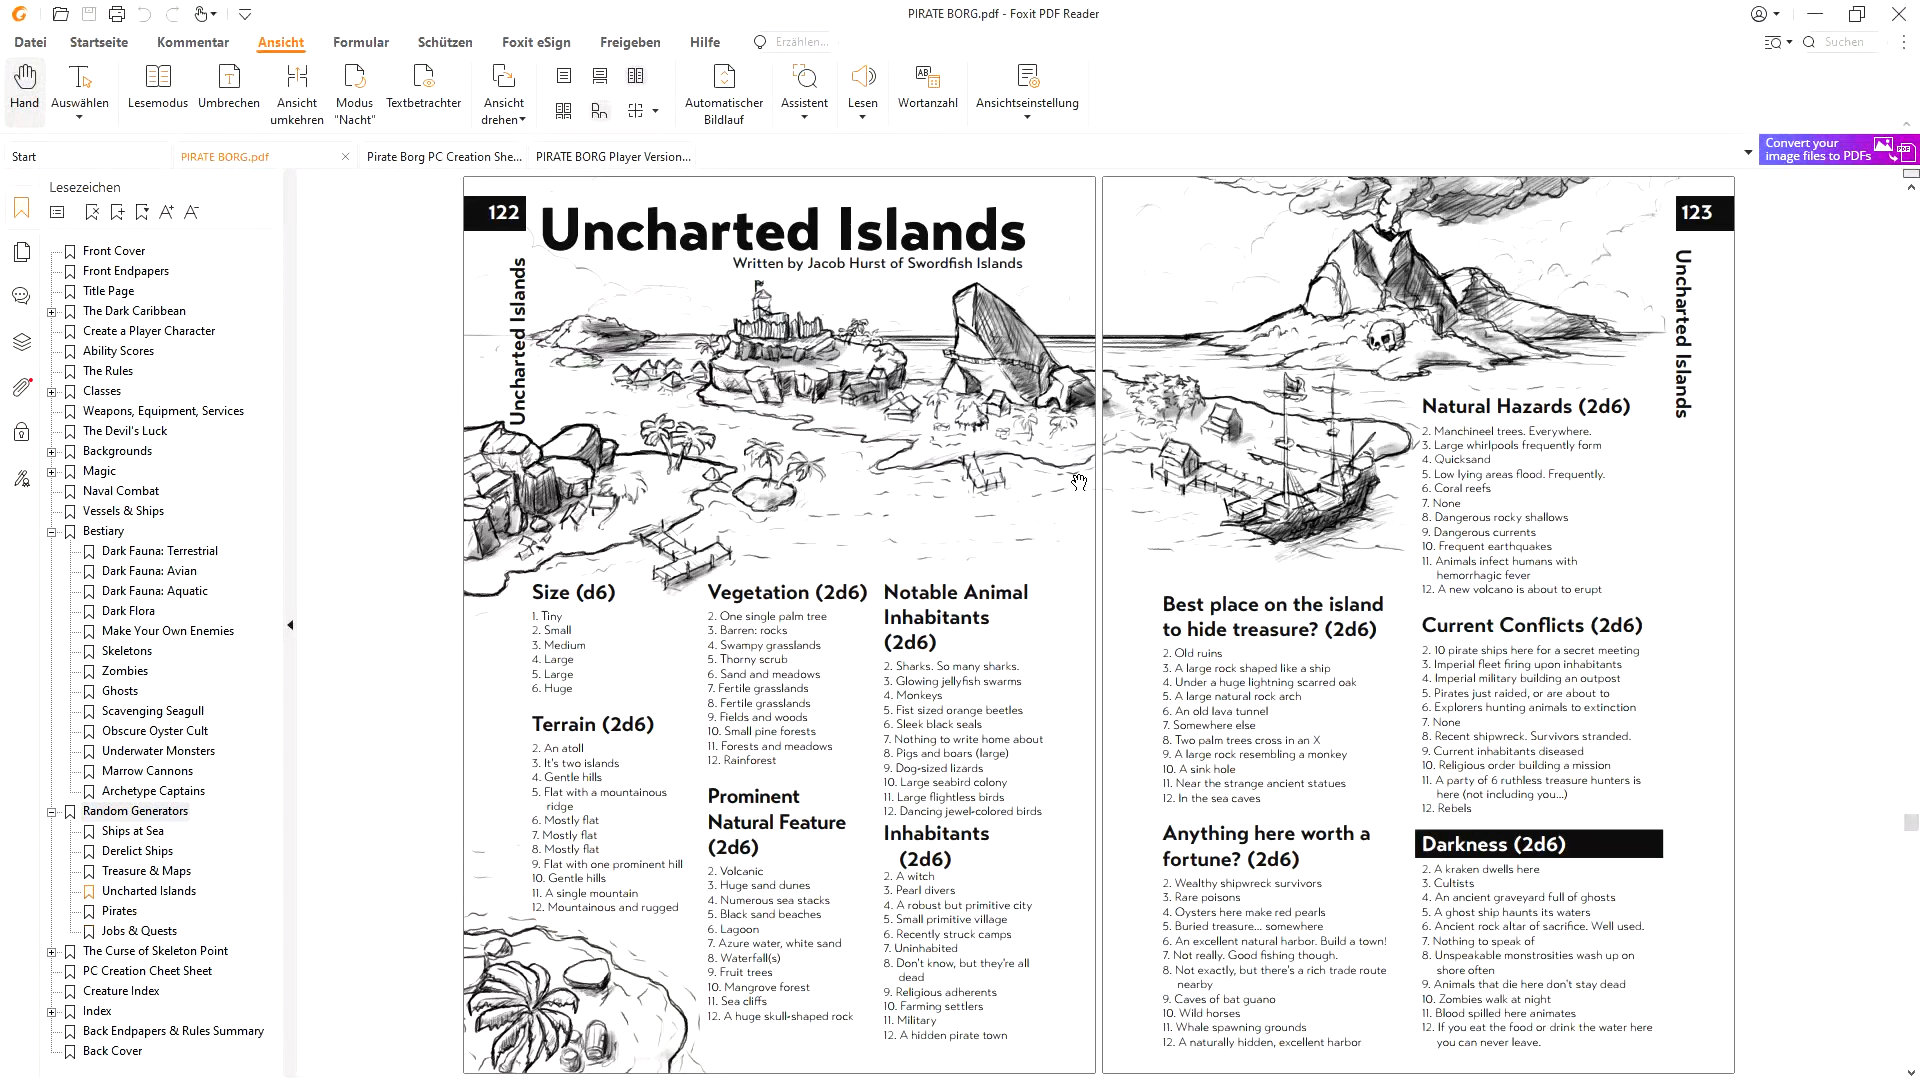 PIRATE BORG.pdf - Foxit PDF Reader
Datei Startseite Kommentar Ansicht Formular Schützen Foxit eSign Freigeben Hilfe Erzählen... Suchen
Hand Auswählen Lesemodus Umbrechen Ansicht umkehren Modus "Nacht" Textbetrachter Ansicht drehen Automatischer Bildlauf Assistent Lesen Wortanzahl Ansichtseinstellung
Start PIRATE BORG.pdf Pirate Borg PC Creation She... PIRATE BORG Player Version...
Convert your
image files to PDFs
Lesezeichen
Front Cover
Front Endpapers
Title Page
The Dark Caribbean
Create a Player Character
Ability Scores
The Rules
Classes
Weapons, Equipment, Services
The Devil's Luck
Backgrounds
Magic
Naval Combat
Vessels & Ships
Bestiary
Dark Fauna: Terrestrial
Dark Fauna: Avian
Dark Fauna: Aquatic
Dark Flora
Make Your Own Enemies
Skeletons
Zombies
Ghosts
Scavenging Seagull
Obscure Oyster Cult
Underwater Monsters
Marrow Cannons
Archetype Captains
Random Generators
Ships at Sea
Derelict Ships
Treasure & Maps
Uncharted Islands
Pirates
Jobs & Quests
The Curse of Skeleton Point
PC Creation Cheet Sheet
Creature Index
Index
Back Endpapers & Rules Summary
Back Cover
122
Uncharted Islands
Written by Jacob Hurst of Swordfish Islands
Uncharted Islands
Size (d6)
1. Tiny
2. Small
3. Medium
4. Large
5. Large
6. Huge
Terrain (2d6)
2. An atoll
3. It's two islands
4. Gentle hills
5. Flat with a mountainous
ridge
6. Mostly flat
7. Mostly flat
8. Mostly flat
9. Flat with one prominent hill
10. Gentle hills
11. A single mountain
12. Mountainous and rugged
Vegetation (2d6)
2. One single palm tree
3. Barren: rocks
4. Swampy grasslands
5. Thorny scrub
6. Sand and meadows
7. Fertile grasslands
8. Fertile grasslands
9. Fields and woods
10. Small pine forests
11. Forests and meadows
12. Rainforest
Prominent
Natural Feature
(2d6)
2. Volcanic
3. Huge sand dunes
4. Numerous sea stacks
5. Black sand beaches
6. Lagoon
7. Azure water, white sand
8. Waterfall(s)
9. Fruit trees
10. Mangrove forest
11. Sea cliffs
12. A huge skull-shaped rock
Notable Animal
Inhabitants
(2d6)
2. Sharks. So many sharks.
3. Glowing jellyfish swarms
4. Monkeys
5. Fist sized orange beetles
6. Sleek black seals
7. Nothing to write home about
8. Pigs and boars (large)
9. Dog-sized lizards
10. Large seabird colony
11. Large flightless birds
12. Dancing jewel-colored birds
Inhabitants
(2d6)
2. A witch
3. Pearl divers
4. A robust but primitive city
5. Small primitive village
6. Recently struck camps
7. Uninhabited
8. Don't know, but they're all
dead
9. Religious adherents
10. Farming settlers
11. Military
12. A hidden pirate town
123
Uncharted Islands
Best place on the island
to hide treasure? (2d6)
2. Old ruins
3. A large rock shaped like a ship
4. Under a huge lightning scarred oak
5. A large natural rock arch
6. An old lava tunnel
7. Somewhere else
8. Two palm trees cross in an X
9. A large rock resembling a monkey
10. A sink hole
11. Near the strange ancient statues
12. In the sea caves
Anything here worth a
fortune? (2d6)
2. Wealthy shipwreck survivors
3. Rare poisons
4. Oysters here make red pearls
5. Buried treasure... somewhere
6. An excellent natural harbor. Build a town!
7. Not really. Good fishing though.
8. Not exactly, but there's a rich trade route
nearby
9. Caves of bat guano
10. Wild horses
11. Whale spawning grounds
12. A naturally hidden, excellent harbor
Natural Hazards (2d6)
2. Manchineel trees. Everywhere.
3. Large whirlpools frequently form
4. Quicksand
5. Low lying areas flood. Frequently.
6. Coral reefs
7. None
8. Dangerous rocky shallows
9. Dangerous currents
10. Frequent earthquakes
11. Animals infect humans with
hemorrhagic fever
12. A new volcano is about to erupt
Current Conflicts (2d6)
2. 10 pirate ships here for a secret meeting
3. Imperial fleet firing upon inhabitants
4. Imperial military building an outpost
5. Pirates just raided, or are about to
6. Explorers hunting animals to extinction
7. None
8. Recent shipwreck. Survivors stranded.
9. Current inhabitants diseased
10. Religious order building a mission
11. A party of 6 ruthless treasure hunters is
here (not including you...)
12. Rebels
Darkness (2d6)
2. A kraken dwells here
3. Cultists
4. An ancient graveyard full of ghosts
5. A ghost ship haunts its waters
6. Ancient rock altar of sacrifice. Well used.
7. Nothing to speak of
8. Unspeakable monstrosities wash up on
shore often
9. Animals that die here don't stay dead
10. Zombies walk at night
11. Blood spilled here animates
12. If you eat the food or drink the water here
you can never leave.